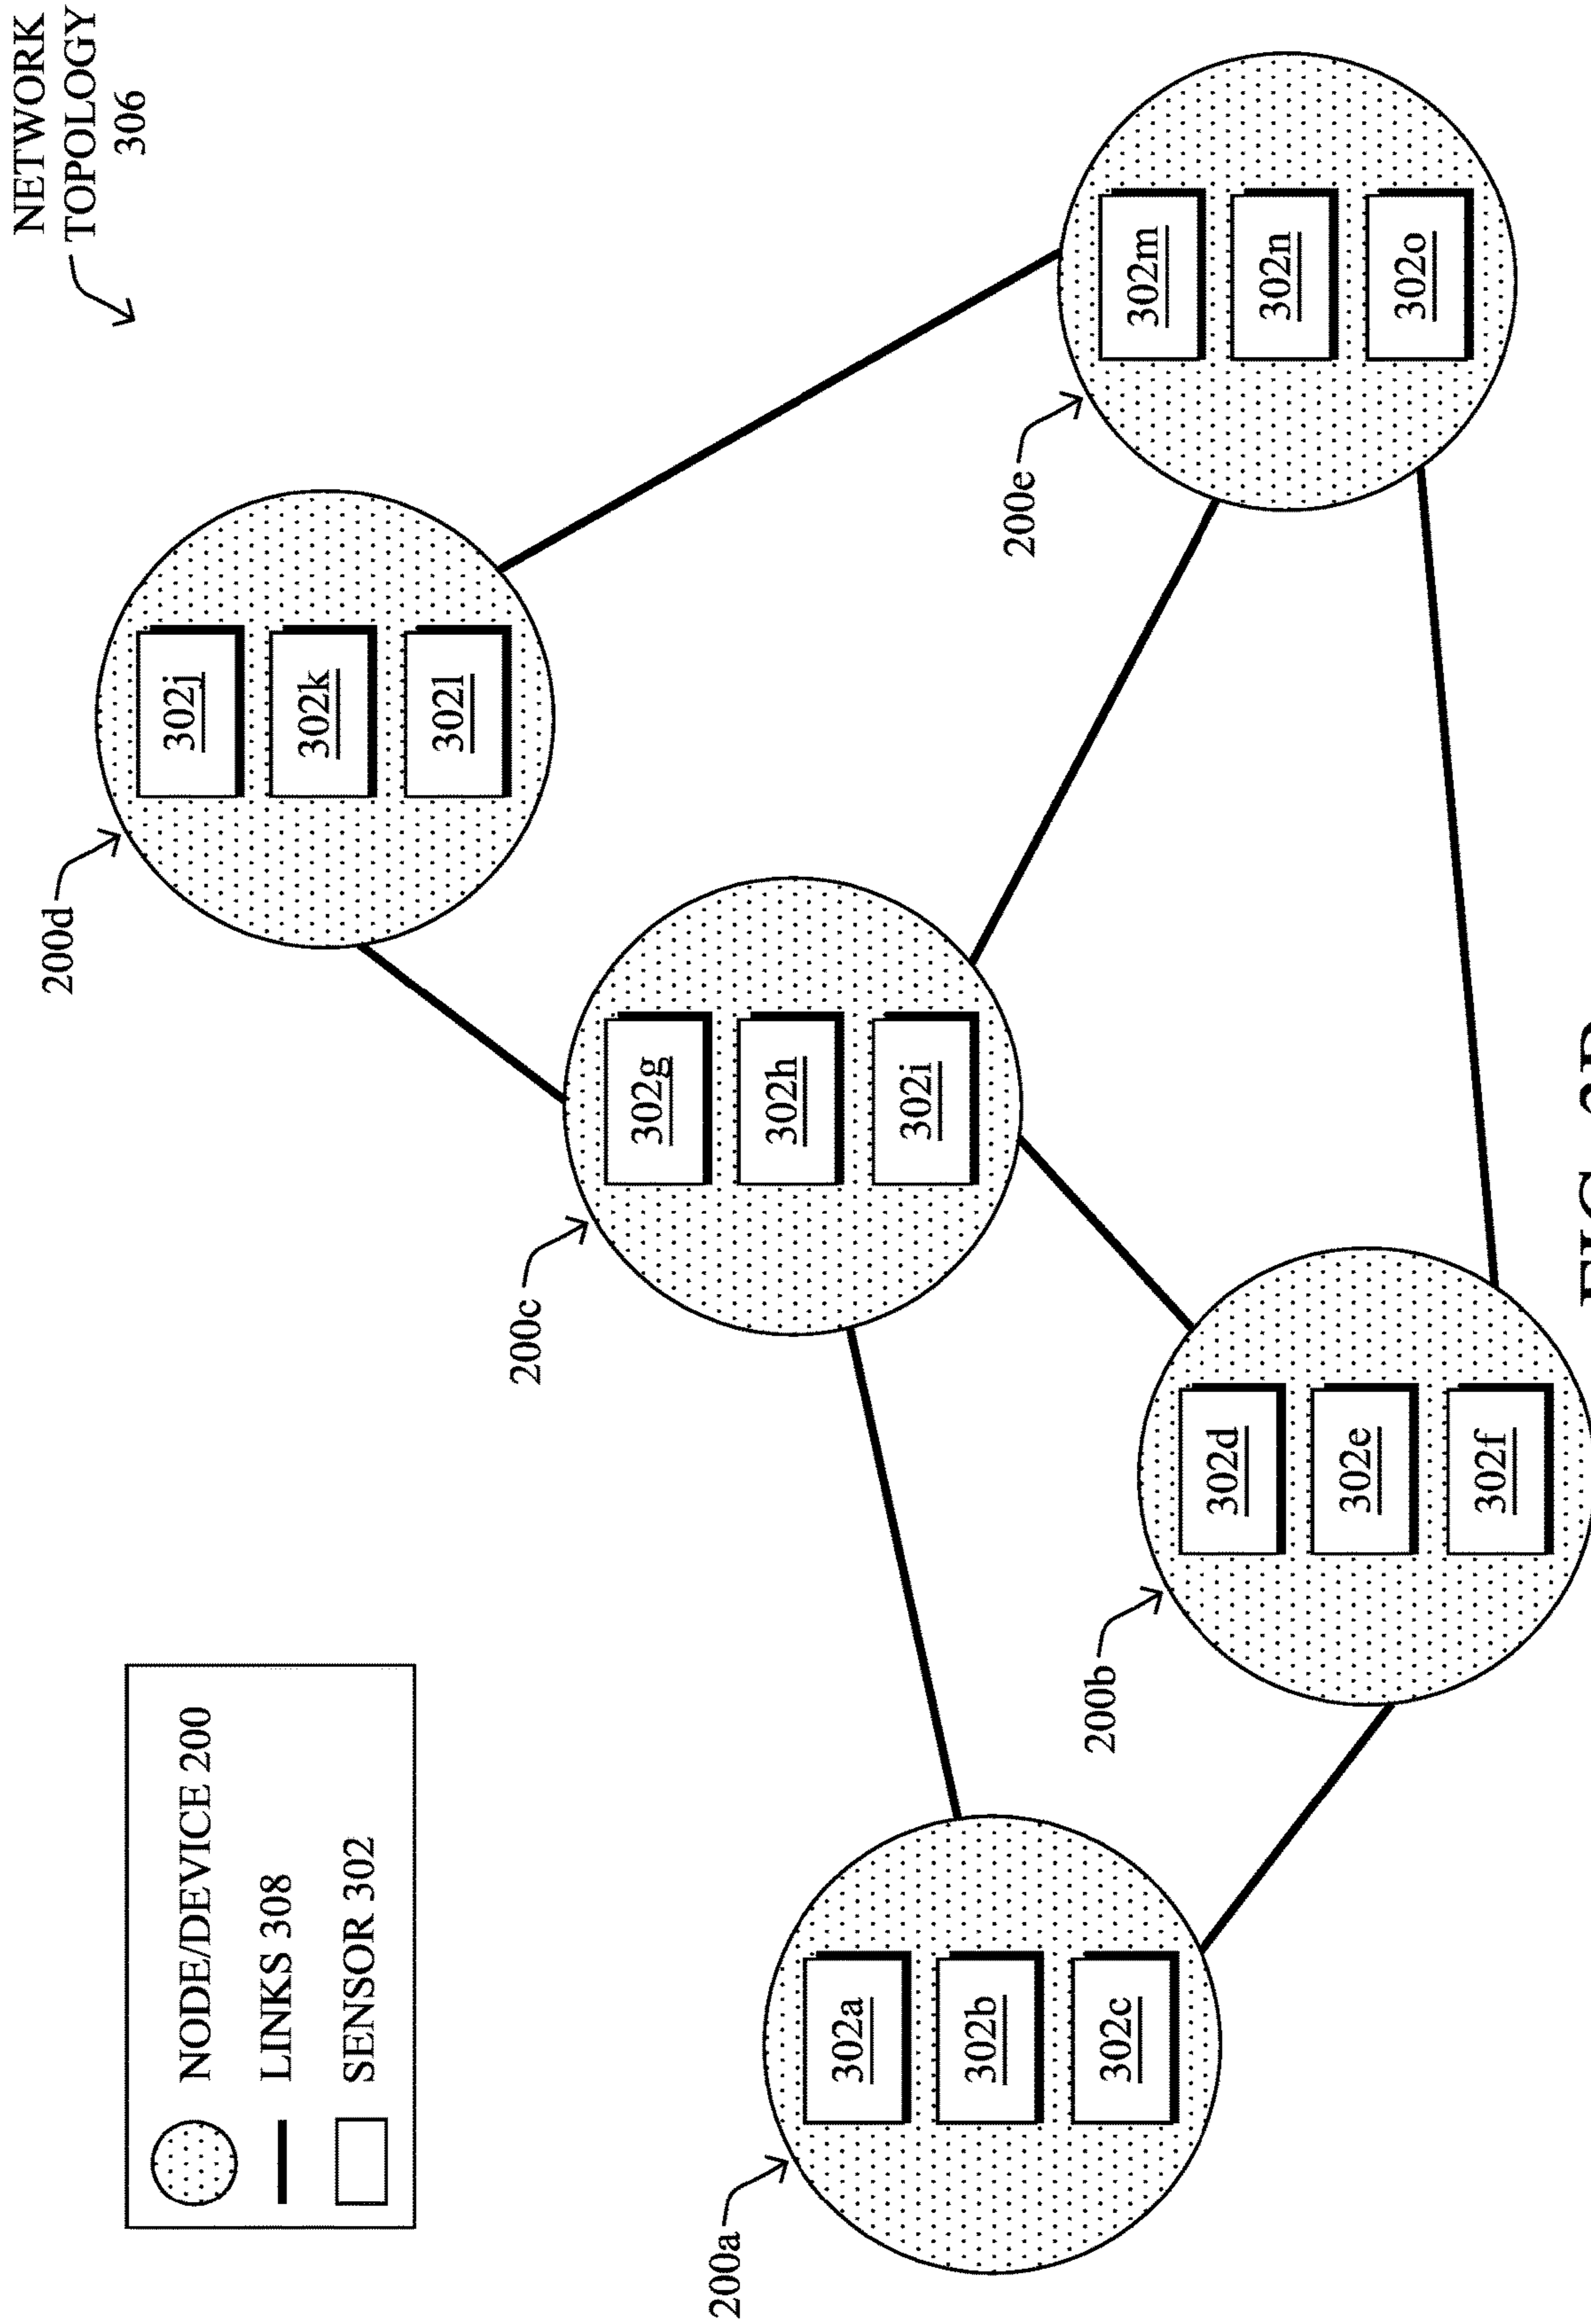 NETWORK
TOPOLOGY
306
NODE/DEVICE 200
LINKS 308
SENSOR 302
200d
302j
302k
302l
200c
302g
302h
302i
200e
302m
302n
302o
200a
302a
302b
302c
200b
302d
302e
302f